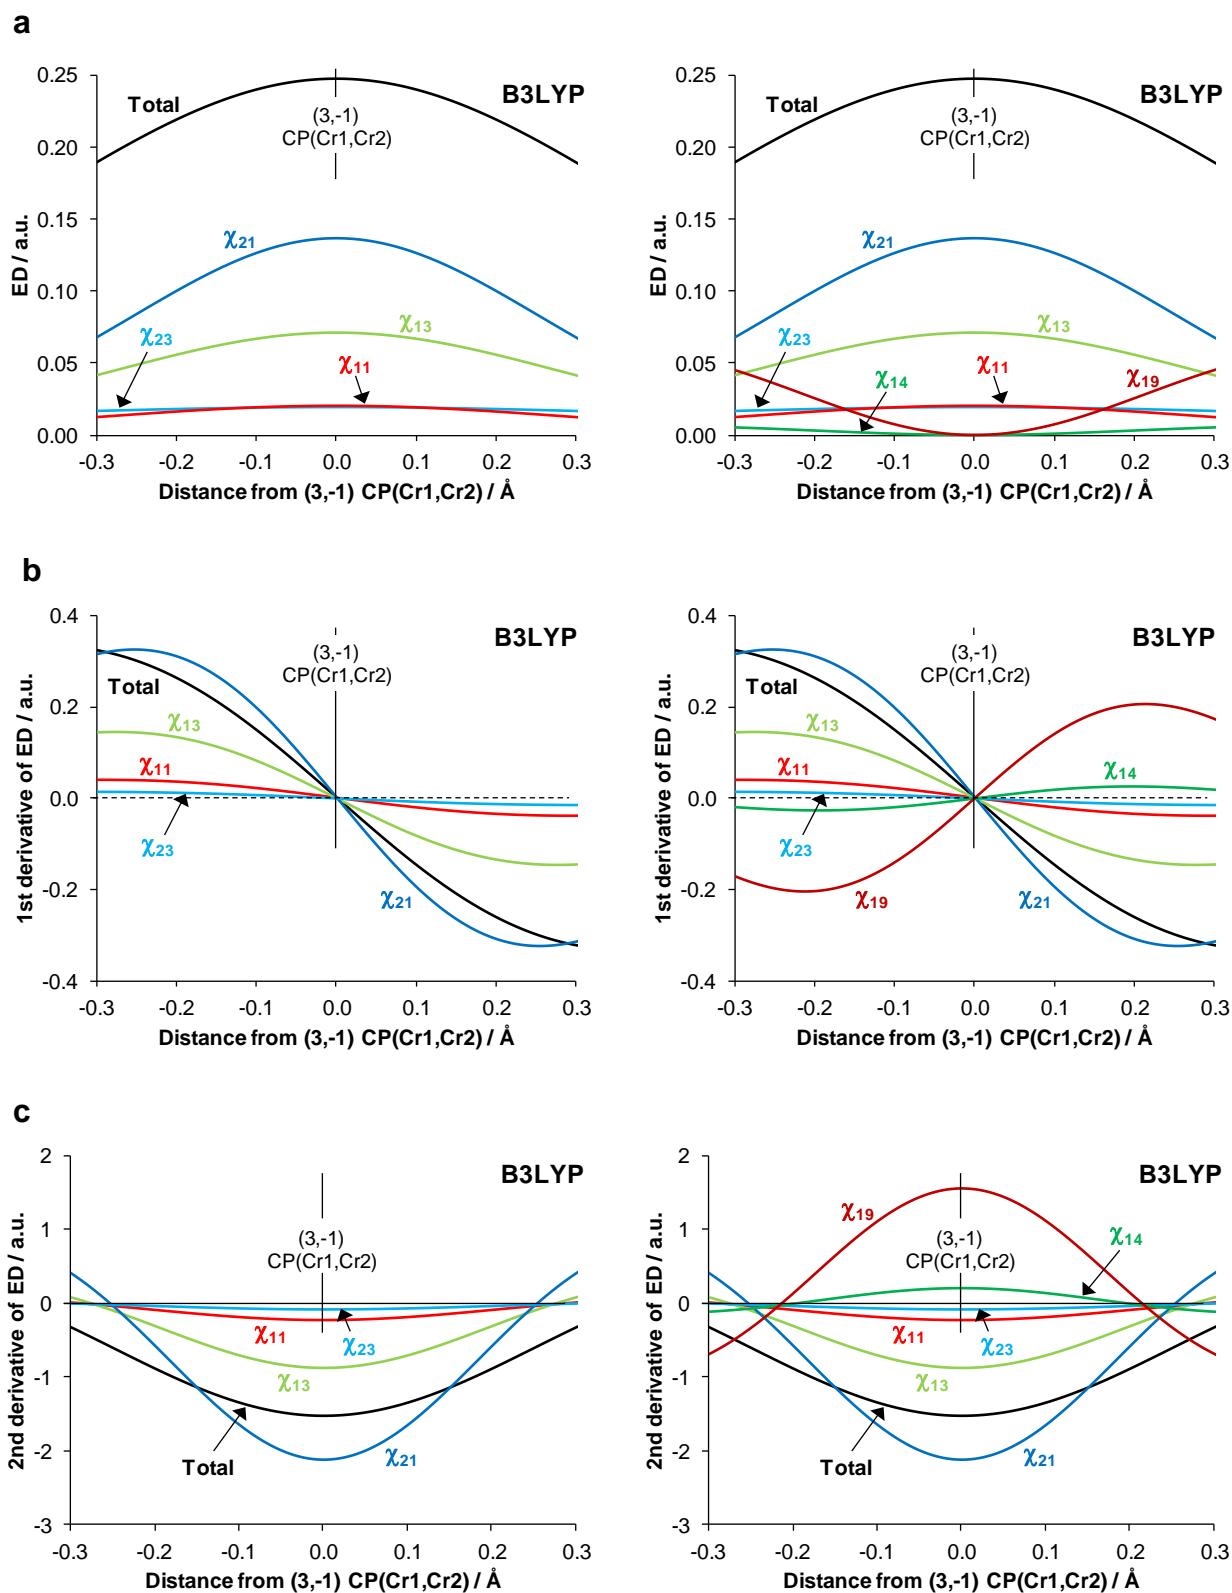 a
0.25
0.20
0.15
0.10
0.05
0.00
ED / a.u.
B3LYP
Total
(3,-1)
CP(Cr1,Cr2)
χ21
χ13
χ23
χ11
-0.3 -0.2 -0.1 0.0 0.1 0.2 0.3
Distance from (3,-1) CP(Cr1,Cr2) / Å
0.25
0.20
0.15
0.10
0.05
0.00
ED / a.u.
B3LYP
Total
(3,-1)
CP(Cr1,Cr2)
χ21
χ13
χ23
χ11
χ19
χ14
-0.3 -0.2 -0.1 0.0 0.1 0.2 0.3
Distance from (3,-1) CP(Cr1,Cr2) / Å
b
0.4
0.2
0.0
-0.2
-0.4
1st derivative of ED / a.u.
B3LYP
(3,-1)
CP(Cr1,Cr2)
Total
χ13
χ11
χ23
χ21
-0.3 -0.2 -0.1 0.0 0.1 0.2 0.3
Distance from (3,-1) CP(Cr1,Cr2) / Å
0.4
0.2
0.0
-0.2
-0.4
1st derivative of ED / a.u.
B3LYP
(3,-1)
CP(Cr1,Cr2)
Total
χ13
χ11
χ14
χ23
χ19
χ21
-0.3 -0.2 -0.1 0.0 0.1 0.2 0.3
Distance from (3,-1) CP(Cr1,Cr2) / Å
c
2
1
0
-1
-2
-3
2nd derivative of ED / a.u.
B3LYP
(3,-1)
CP(Cr1,Cr2)
χ11
χ23
χ13
χ21
Total
-0.3 -0.2 -0.1 0.0 0.1 0.2 0.3
Distance from (3,-1) CP(Cr1,Cr2) / Å
2
1
0
-1
-2
-3
2nd derivative of ED / a.u.
B3LYP
χ19
(3,-1)
CP(Cr1,Cr2)
χ14
χ11
χ23
χ13
χ21
Total
-0.3 -0.2 -0.1 0.0 0.1 0.2 0.3
Distance from (3,-1) CP(Cr1,Cr2) / Å